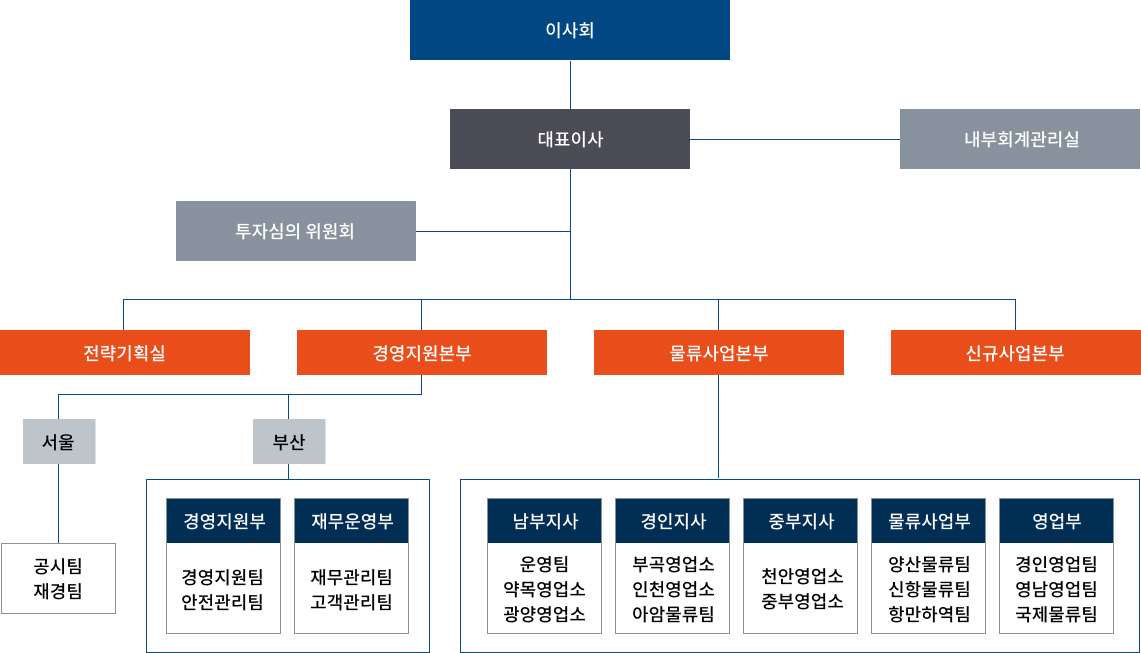 이사회
대표이사
내부회계관리실
투자심의 위원회
전략기획실
경영지원본부
물류사업본부
신규사업본부
서울
부산
공시팀
재경팀
경영지원부
경영지원팀
안전관리팀
재무운영부
재무관리팀
고객관리팀
남부지사
운영팀
약목영업소
광양영업소
경인지사
부곡영업소
인천영업소
아암물류팀
중부지사
천안영업소
중부영업소
물류사업부
양산물류팀
신항물류팀
항만하역팀
영업부
경인영업팀
영남영업팀
국제물류팀